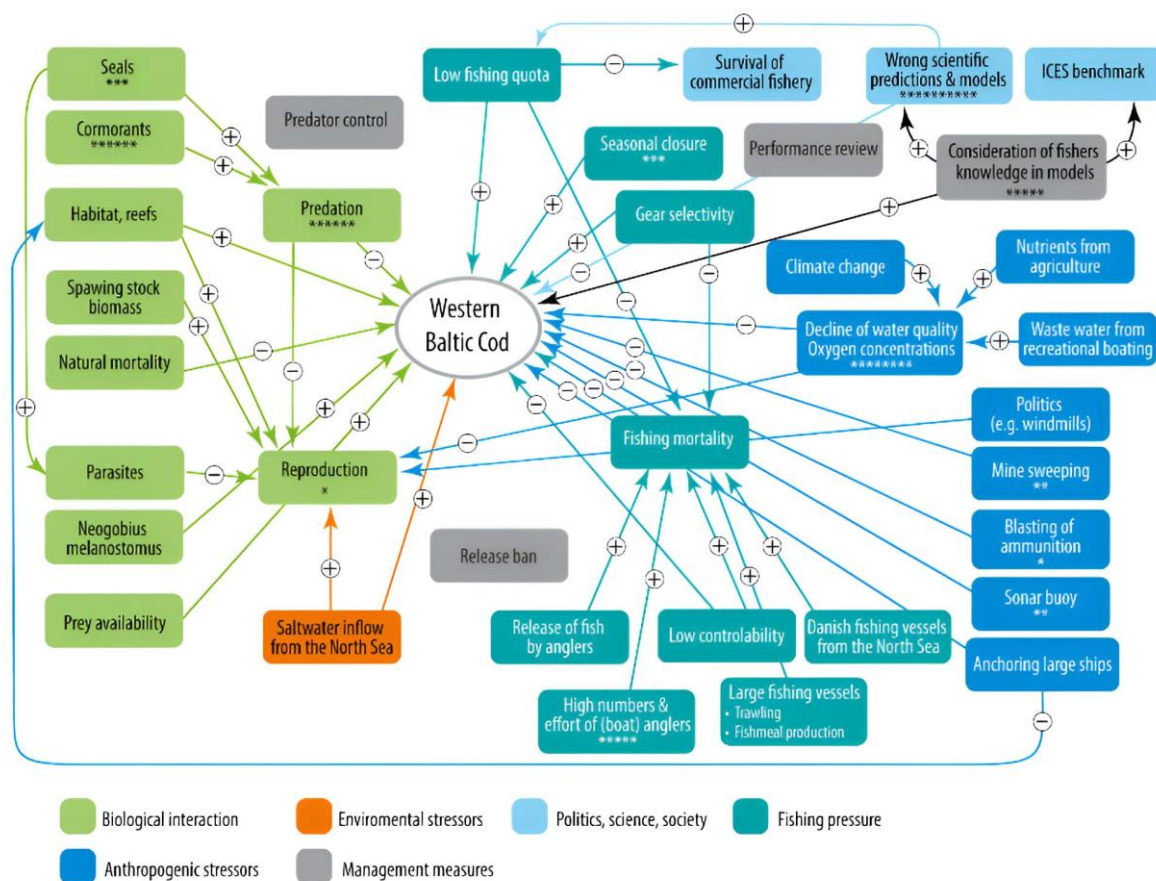 Seals
***
Cormorants
******
Habitat, reefs
Spawing stock
biomass
Natural mortality
Parasites
Neogobius
melanostomus
Prey availability
Predator control
Predation
******
Reproduction
*
Saltwater inflow
from the North Sea
Low fishing quota
Survival of
commercial fishery
Wrong scientific
predictions & models
**********
ICES benchmark
Seasonal closure
***
Performance review
Consideration of fishers
knowledge in models
*****
Gear selectivity
Western
Baltic Cod
Climate change
Nutrients from
agriculture
Decline of water quality
Oxygen concentrations
********
Waste water from
recreational boating
Politics
(e.g. windmills)
Fishing mortality
Mine sweeping
**
Blasting of
ammunition
*
Sonar buoy
**
Anchoring large ships
Release ban
Release of fish
by anglers
Low controlability
Danish fishing vessels
from the North Sea
High numbers &
effort of (boat) anglers
*****
Large fishing vessels
• Trawling
• Fishmeal production
Biological interaction
Enviromental stressors
Politics, science, society
Fishing pressure
Anthropogenic stressors
Management measures